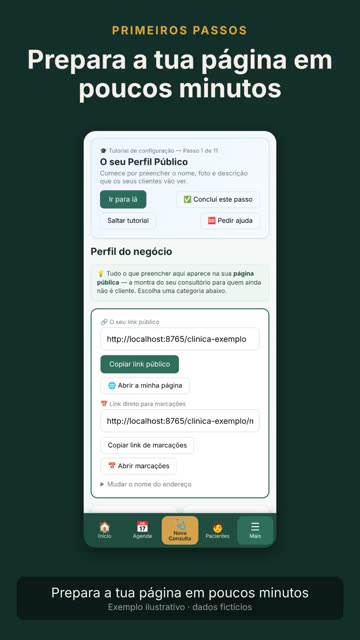 PRIMEIROS PASSOS
Prepara a tua página em
poucos minutos
🎓 Tutorial de configuração — Passo 1 de 11
O seu Perfil Público
Comece por preencher o nome, foto e descrição
que os seus clientes vão ver.
Ir para lá
✅ Concluí este passo
Saltar tutorial
🆘 Pedir ajuda
Perfil do negócio
💡 Tudo o que preencher aqui aparece na sua página
pública — a montra do seu consultório para quem ainda
não é cliente. Escolha uma categoria abaixo.
🔗 O seu link público
http://localhost:8765/clinica-exemplo
Copiar link público
🌐 Abrir a minha página
📅 Link direto para marcações
http://localhost:8765/clinica-exemplo/n
Copiar link de marcações
📅 Abrir marcações
▶ Mudar o nome do endereço
Início
Agenda
Nova
Consulta
Pacientes
Mais
Prepara a tua página em poucos minutos
Exemplo ilustrativo · dados fictícios